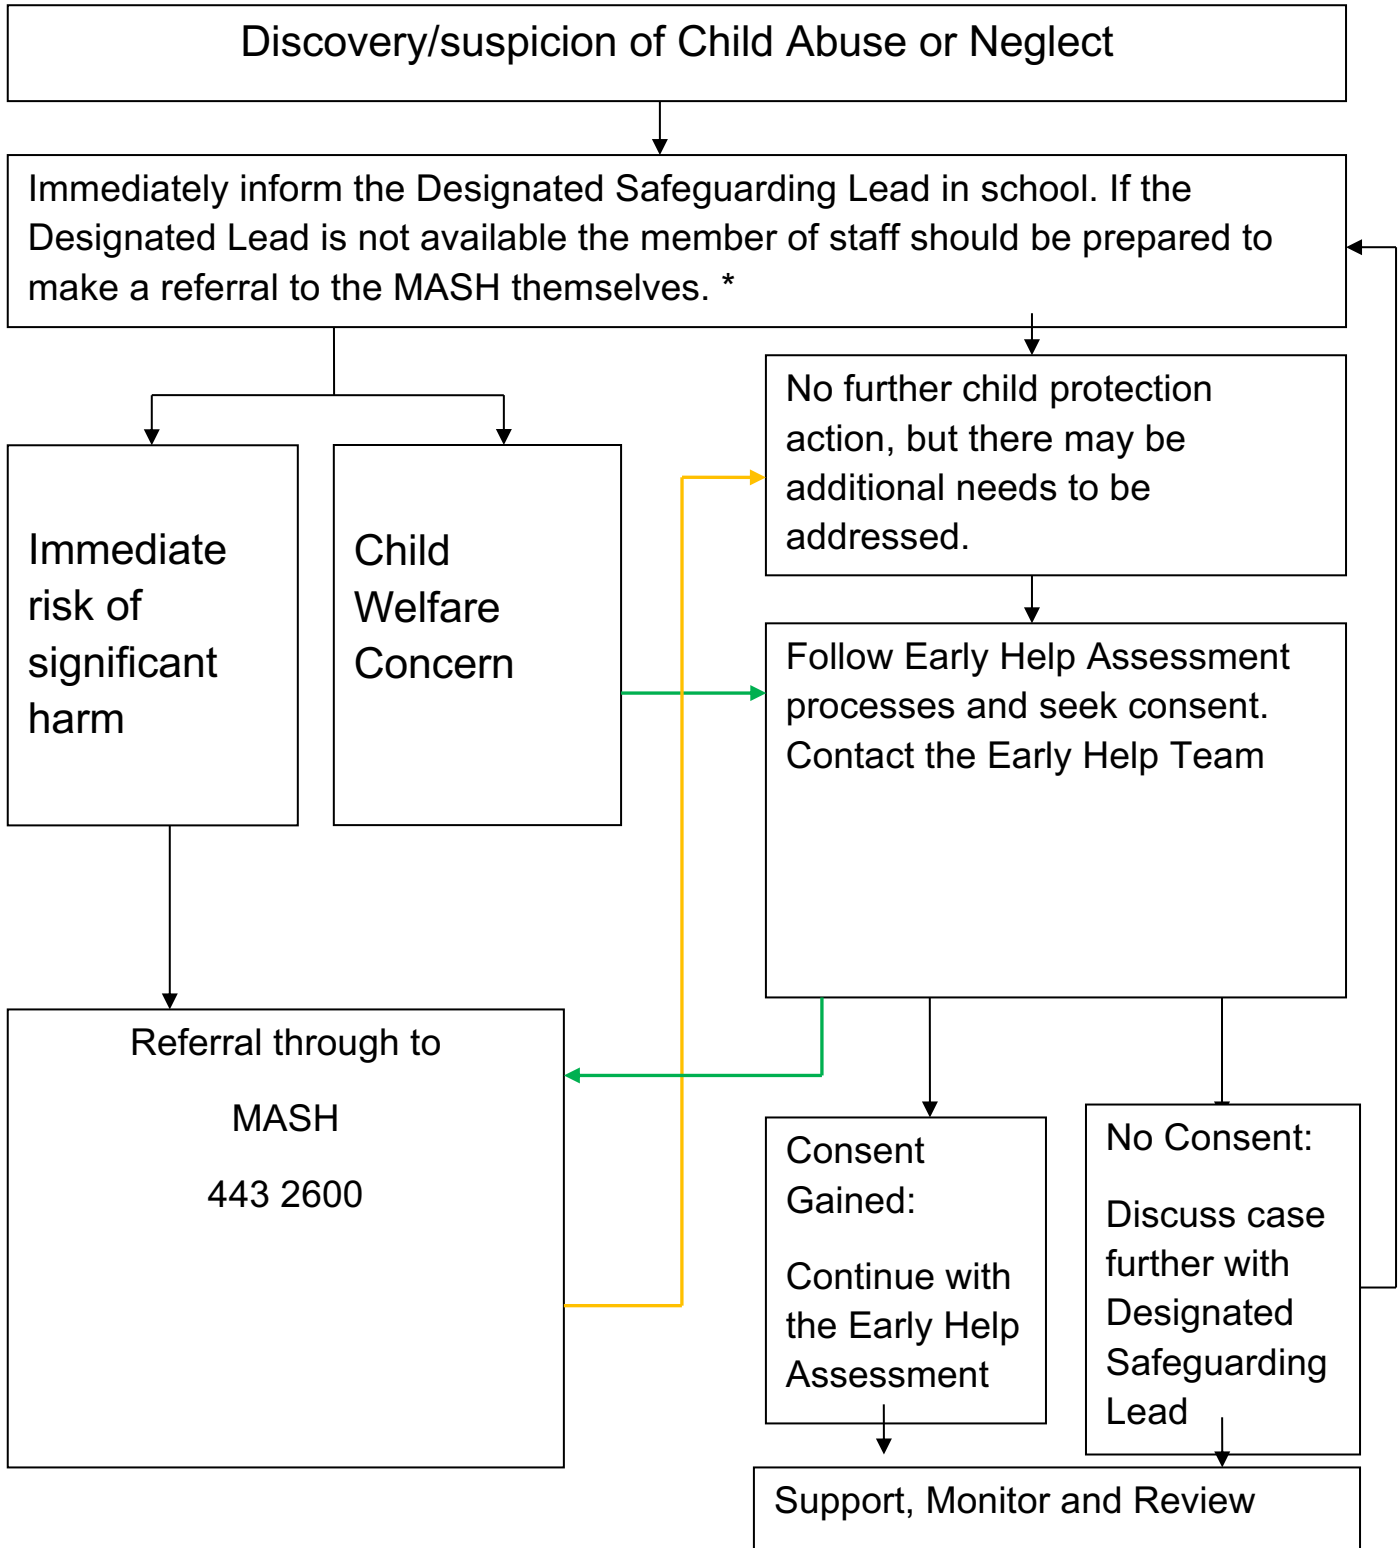 Discovery/suspicion of Child Abuse or Neglect
Immediately inform the Designated Safeguarding Lead in school. If the
Designated Lead is not available the member of staff should be prepared to
make a referral to the MASH themselves. *
No further child protection
action, but there may be
additional needs to be
addressed.
Immediate
risk of
significant
harm
Child
Welfare
Concern
Follow Early Help Assessment
processes and seek consent.
Contact the Early Help Team
Referral through to
MASH
443 2600
Consent
Gained:
Continue with
the Early Help
Assessment
No Consent:
Discuss case
further with
Designated
Safeguarding
Lead
Support, Monitor and Review